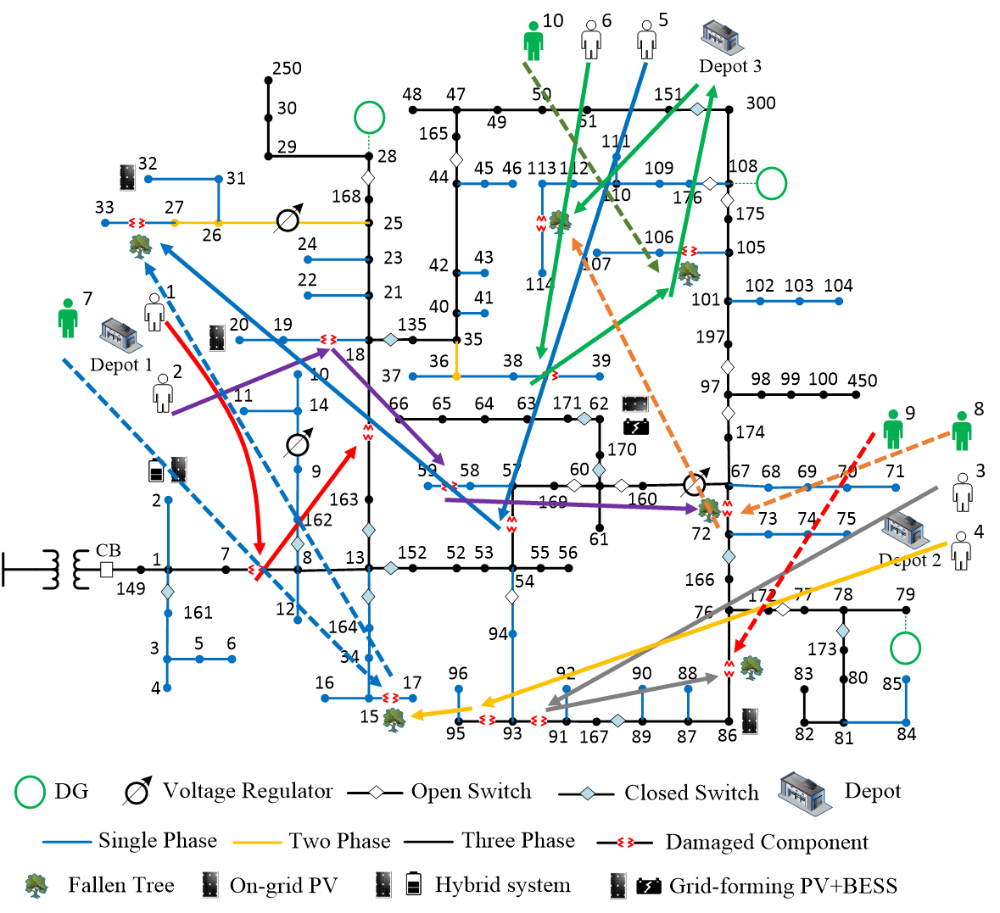 10 6 5
Depot 3
250
48 47 50 151 300
30
49 51
165
29 28
111
32 31 44 45 46 113 112 109 108
110 176
168
33 27 25 175
26
24 23 42 43 106 105
107
22 21 114
40 41 101 102 103 104
7 1
20 19 135 35 197
Depot 1 18
2 10 37 36 38 39
11 14 66 65 64 63 171 62 97 98 99 100 450
9 8
170 174
9 59 58 57 60 67 68 69 70 71 3
2 162 163 169 160
61 72 73 74 75 Depot 2 4
CB 1 7 8 13 152 52 53 55 56
149 54 166
12 172 77 78 79
161 164 94 76
3 5 6 34 173
4 16 17 96 92 90 88 83 80 85
15 95 93 91 167 89 87 86 82 81 84
DG Voltage Regulator Open Switch Closed Switch Depot
Single Phase Two Phase Three Phase Damaged Component
Fallen Tree On-grid PV Hybrid system Grid-forming PV+BESS